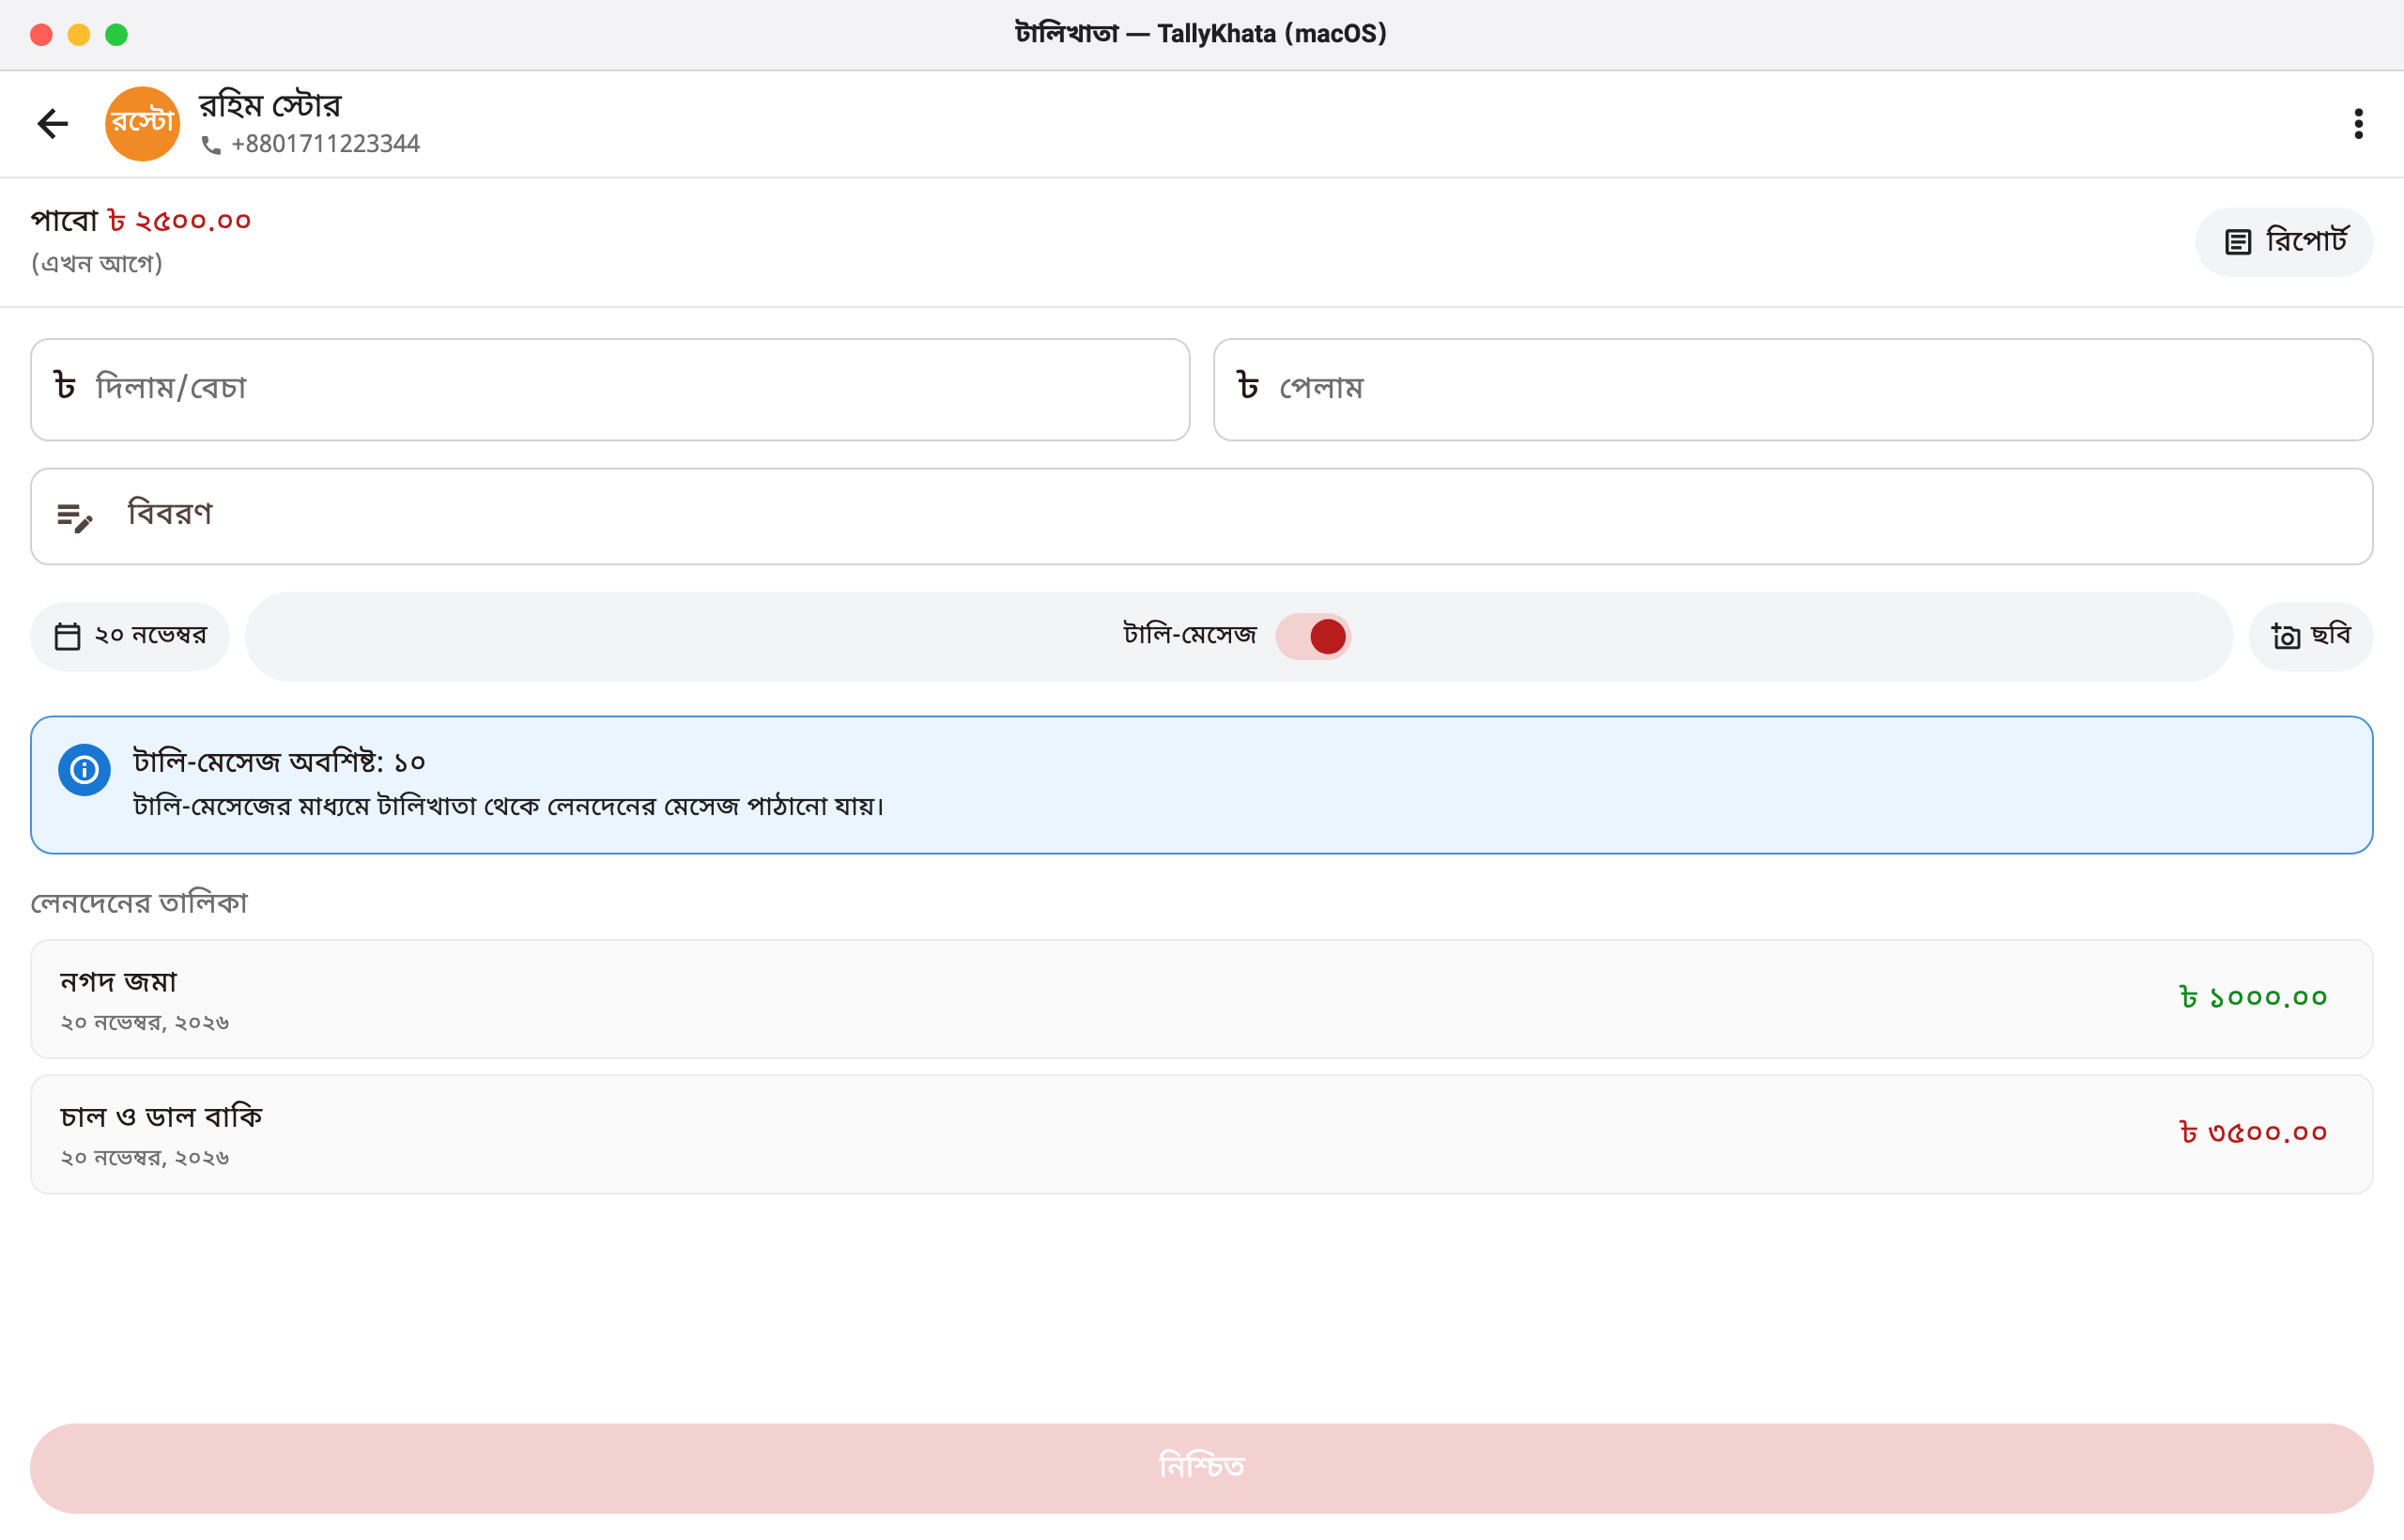 টালিখাতা — TallyKhata (macOS)
রস্টো
রহিম স্টোর
+8801711223344
পাবো ৳ ২৫০০.০০
(এখন আগে)
রিপোর্ট
৳ দিলাম/বেচা
৳ পেলাম
বিবরণ
২০ নভেম্বর
টালি-মেসেজ
ছবি
টালি-মেসেজ অবশিষ্ট: ১০
টালি-মেসেজের মাধ্যমে টালিখাতা থেকে লেনদেনের মেসেজ পাঠানো যায়।
লেনদেনের তালিকা
নগদ জমা
২০ নভেম্বর, ২০২৬
৳ ১০০০.০০
চাল ও ডাল বাকি
২০ নভেম্বর, ২০২৬
৳ ৩৫০০.০০
নিশ্চিত